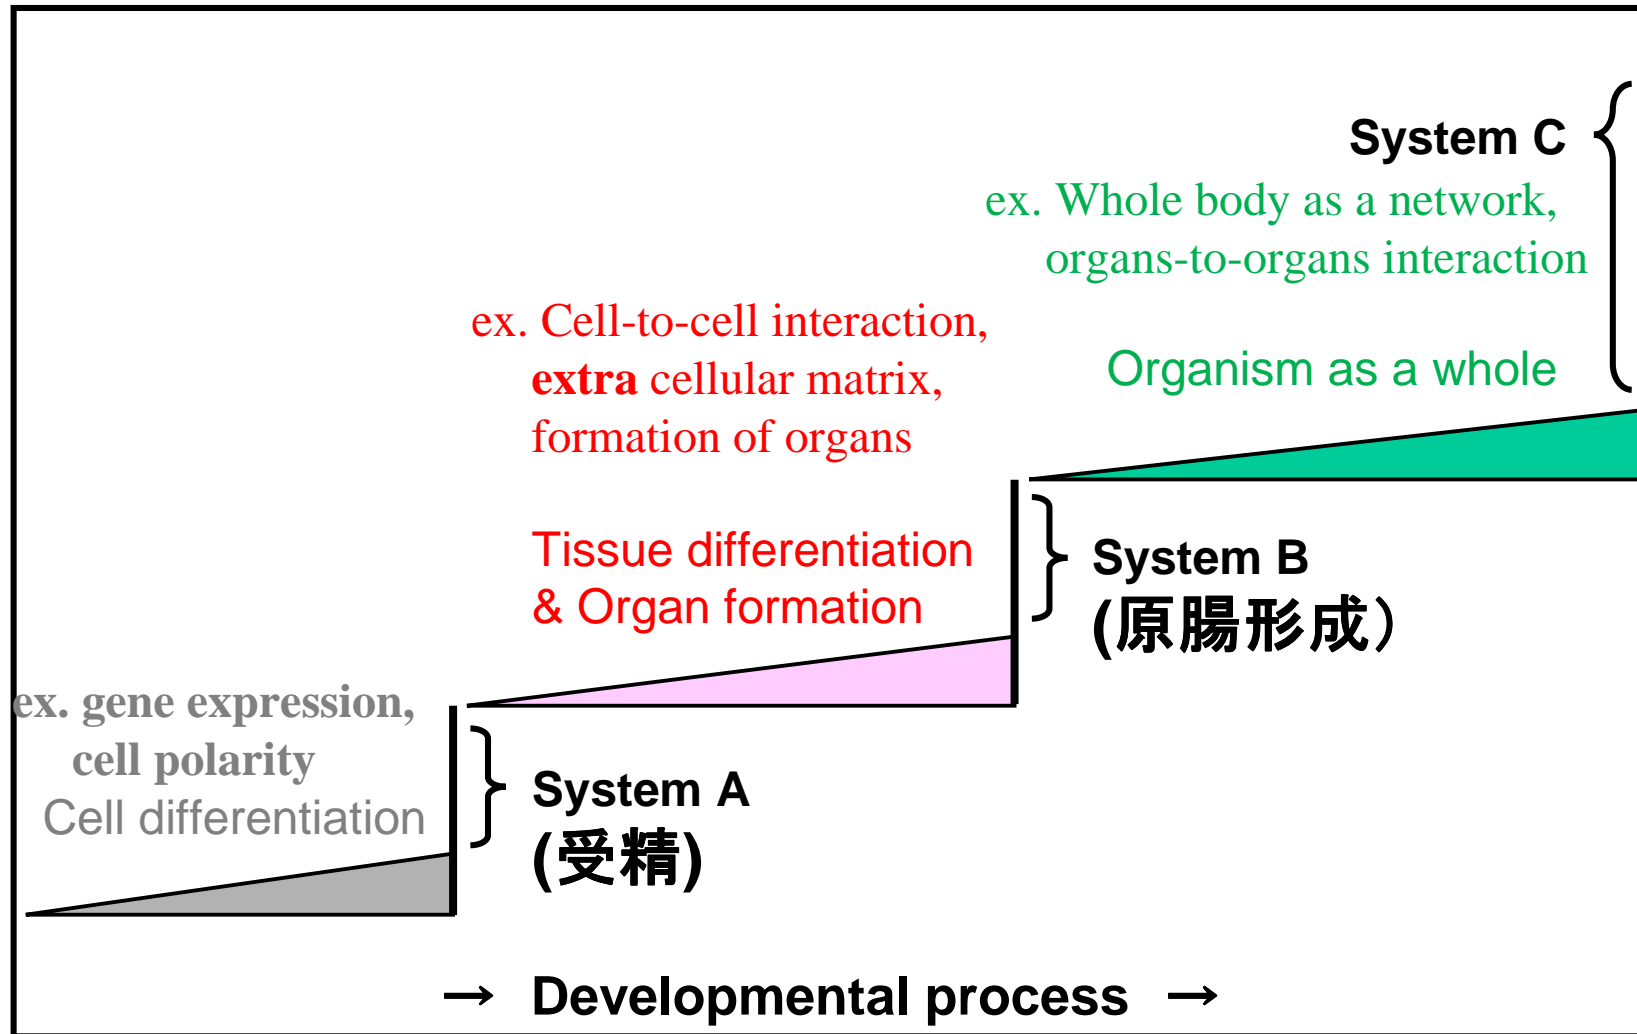 System C
ex. Whole body as a network,
organs-to-organs interaction
Organism as a whole
ex. Cell-to-cell interaction,
extra cellular matrix,
formation of organs
Tissue differentiation
& Organ formation
System B
(原腸形成）
ex. gene expression,
cell polarity
Cell differentiation
System A
(受精)
→ Developmental process →